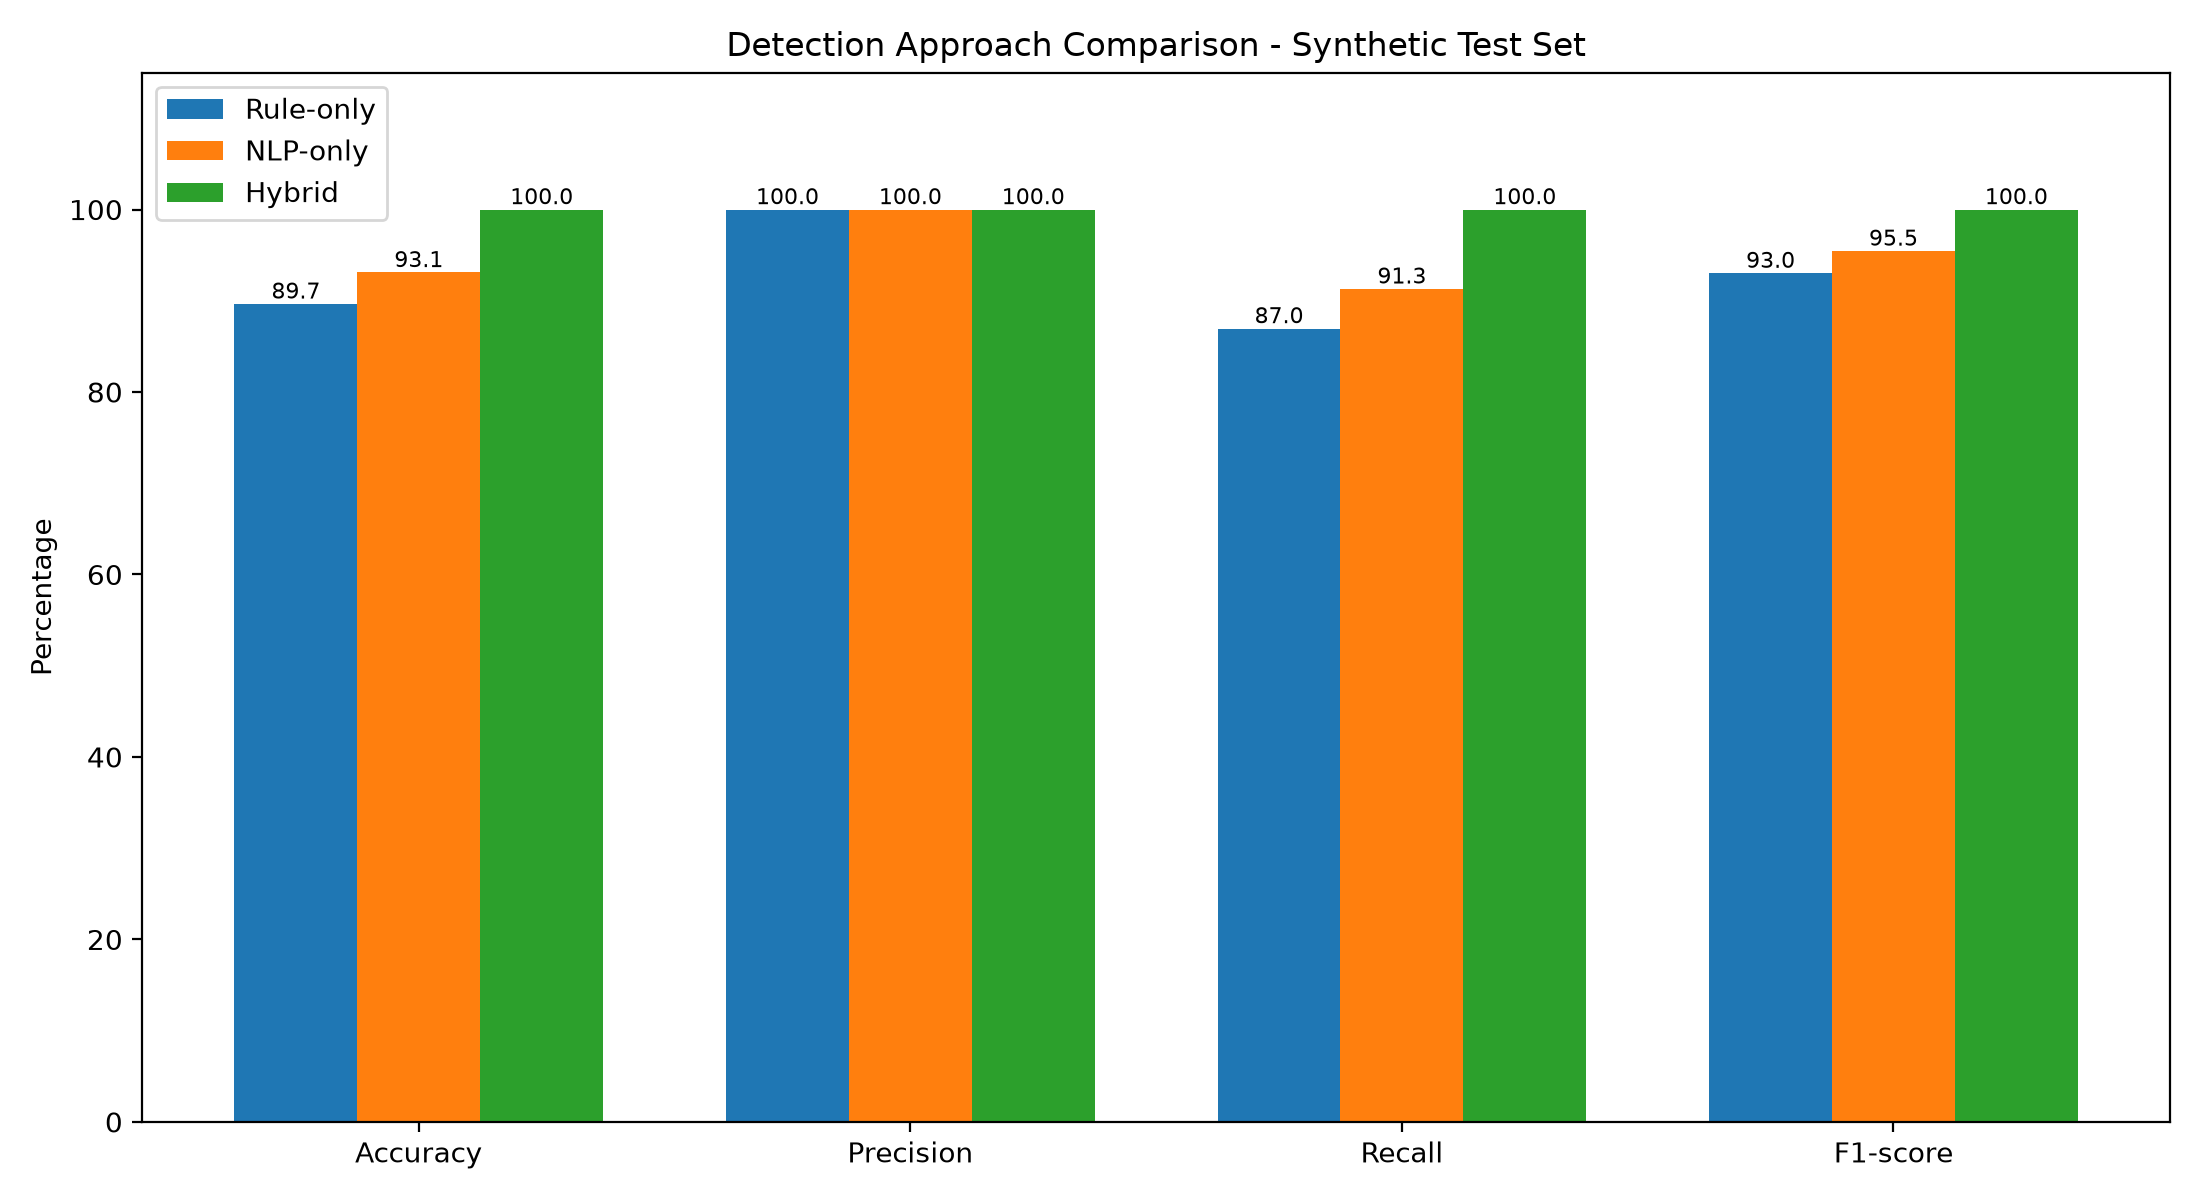 Detection Approach Comparison - Synthetic Test Set
Rule-only
NLP-only
Hybrid
Percentage
100
80
60
40
20
0
89.7
93.1
100.0
100.0
100.0
100.0
87.0
91.3
100.0
93.0
95.5
100.0
Accuracy
Precision
Recall
F1-score